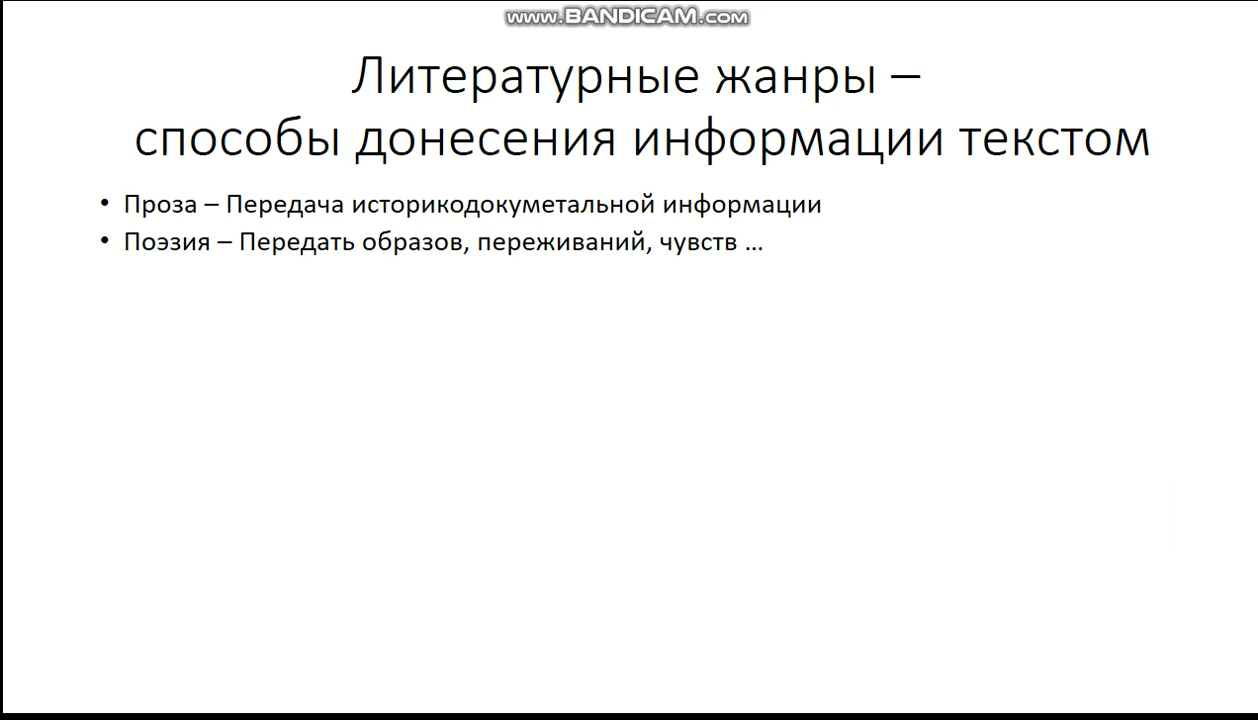 www.BANDICAM.com
Литературные жанры –
способы донесения информации текстом
• Проза – Передача историкодокуметальной информации
• Поэзия – Передать образов, переживаний, чувств ...